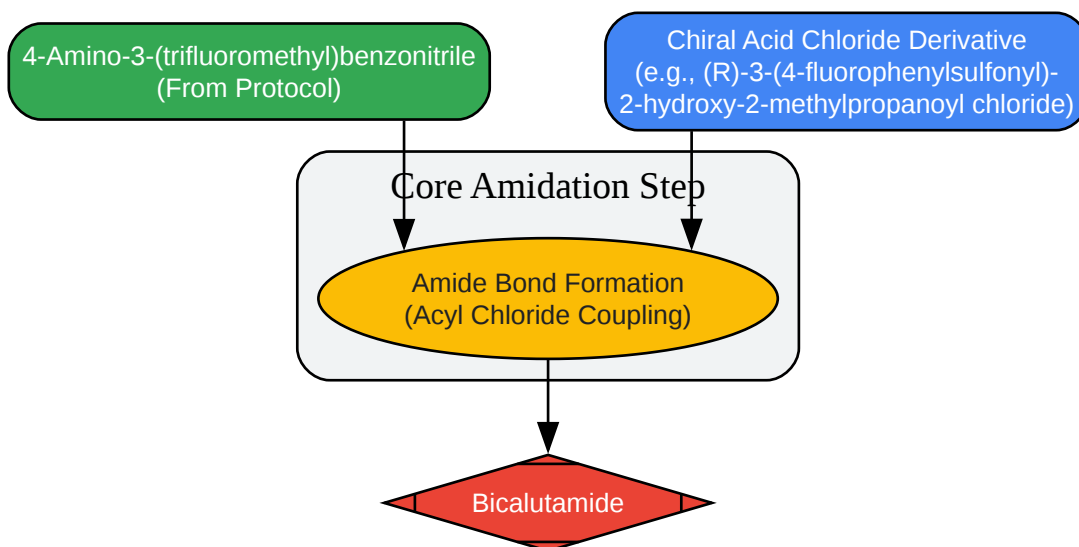 4-Amino-3-(trifluoromethyl)benzonitrile
(From Protocol)
Chiral Acid Chloride Derivative
(e.g., (R)-3-(4-fluorophenylsulfonyl)-
2-hydroxy-2-methylpropanoyl chloride)
Core Amidation Step
Amide Bond Formation
(Acyl Chloride Coupling)
Bicalutamide